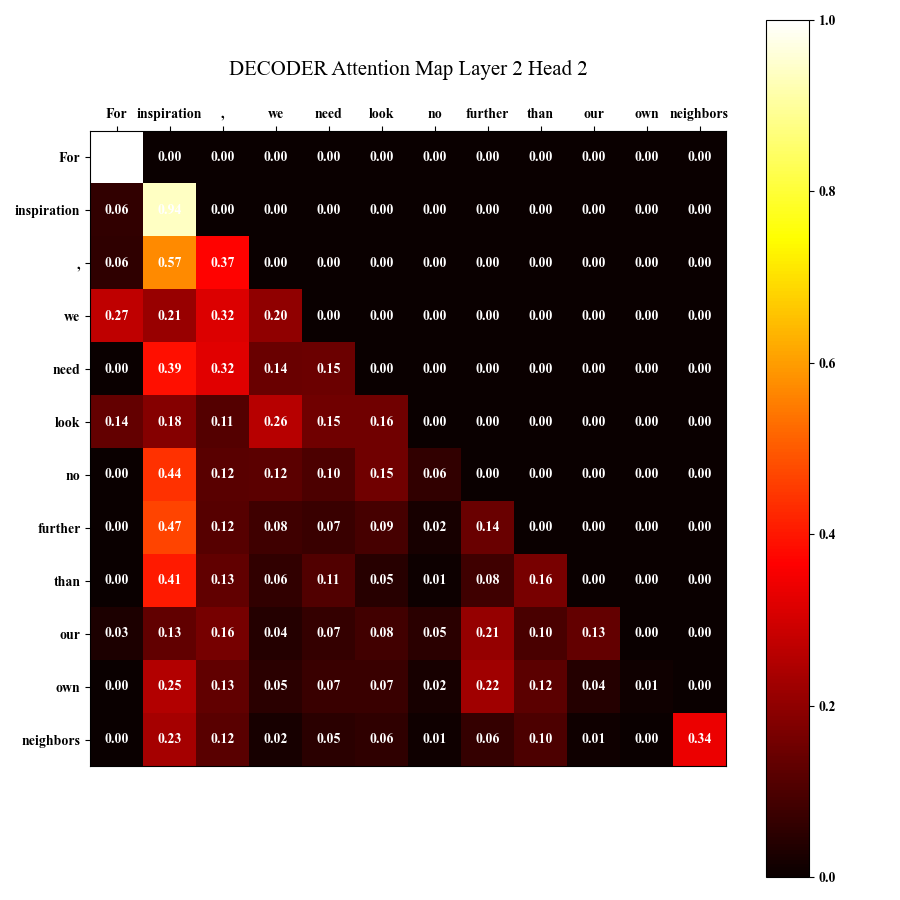 DECODER Attention Map Layer 2 Head 2
For inspiration , we need look no further than our own neighbors
For 0.00 0.00 0.00 0.00 0.00 0.00 0.00 0.00 0.00 0.00 0.00
inspiration 0.06 0.94 0.00 0.00 0.00 0.00 0.00 0.00 0.00 0.00 0.00 0.00
, 0.06 0.57 0.37 0.00 0.00 0.00 0.00 0.00 0.00 0.00 0.00 0.00
we 0.27 0.21 0.32 0.20 0.00 0.00 0.00 0.00 0.00 0.00 0.00 0.00
need 0.00 0.39 0.32 0.14 0.15 0.00 0.00 0.00 0.00 0.00 0.00 0.00
look 0.14 0.18 0.11 0.26 0.15 0.16 0.00 0.00 0.00 0.00 0.00 0.00
no 0.00 0.44 0.12 0.12 0.10 0.15 0.06 0.00 0.00 0.00 0.00 0.00
further 0.00 0.47 0.12 0.08 0.07 0.09 0.02 0.14 0.00 0.00 0.00 0.00
than 0.00 0.41 0.13 0.06 0.11 0.05 0.01 0.08 0.16 0.00 0.00 0.00
our 0.03 0.13 0.16 0.04 0.07 0.08 0.05 0.21 0.10 0.13 0.00 0.00
own 0.00 0.25 0.13 0.05 0.07 0.07 0.02 0.22 0.12 0.04 0.01 0.00
neighbors 0.00 0.23 0.12 0.02 0.05 0.06 0.01 0.06 0.10 0.01 0.00 0.34
1.0
0.8
0.6
0.4
0.2
0.0